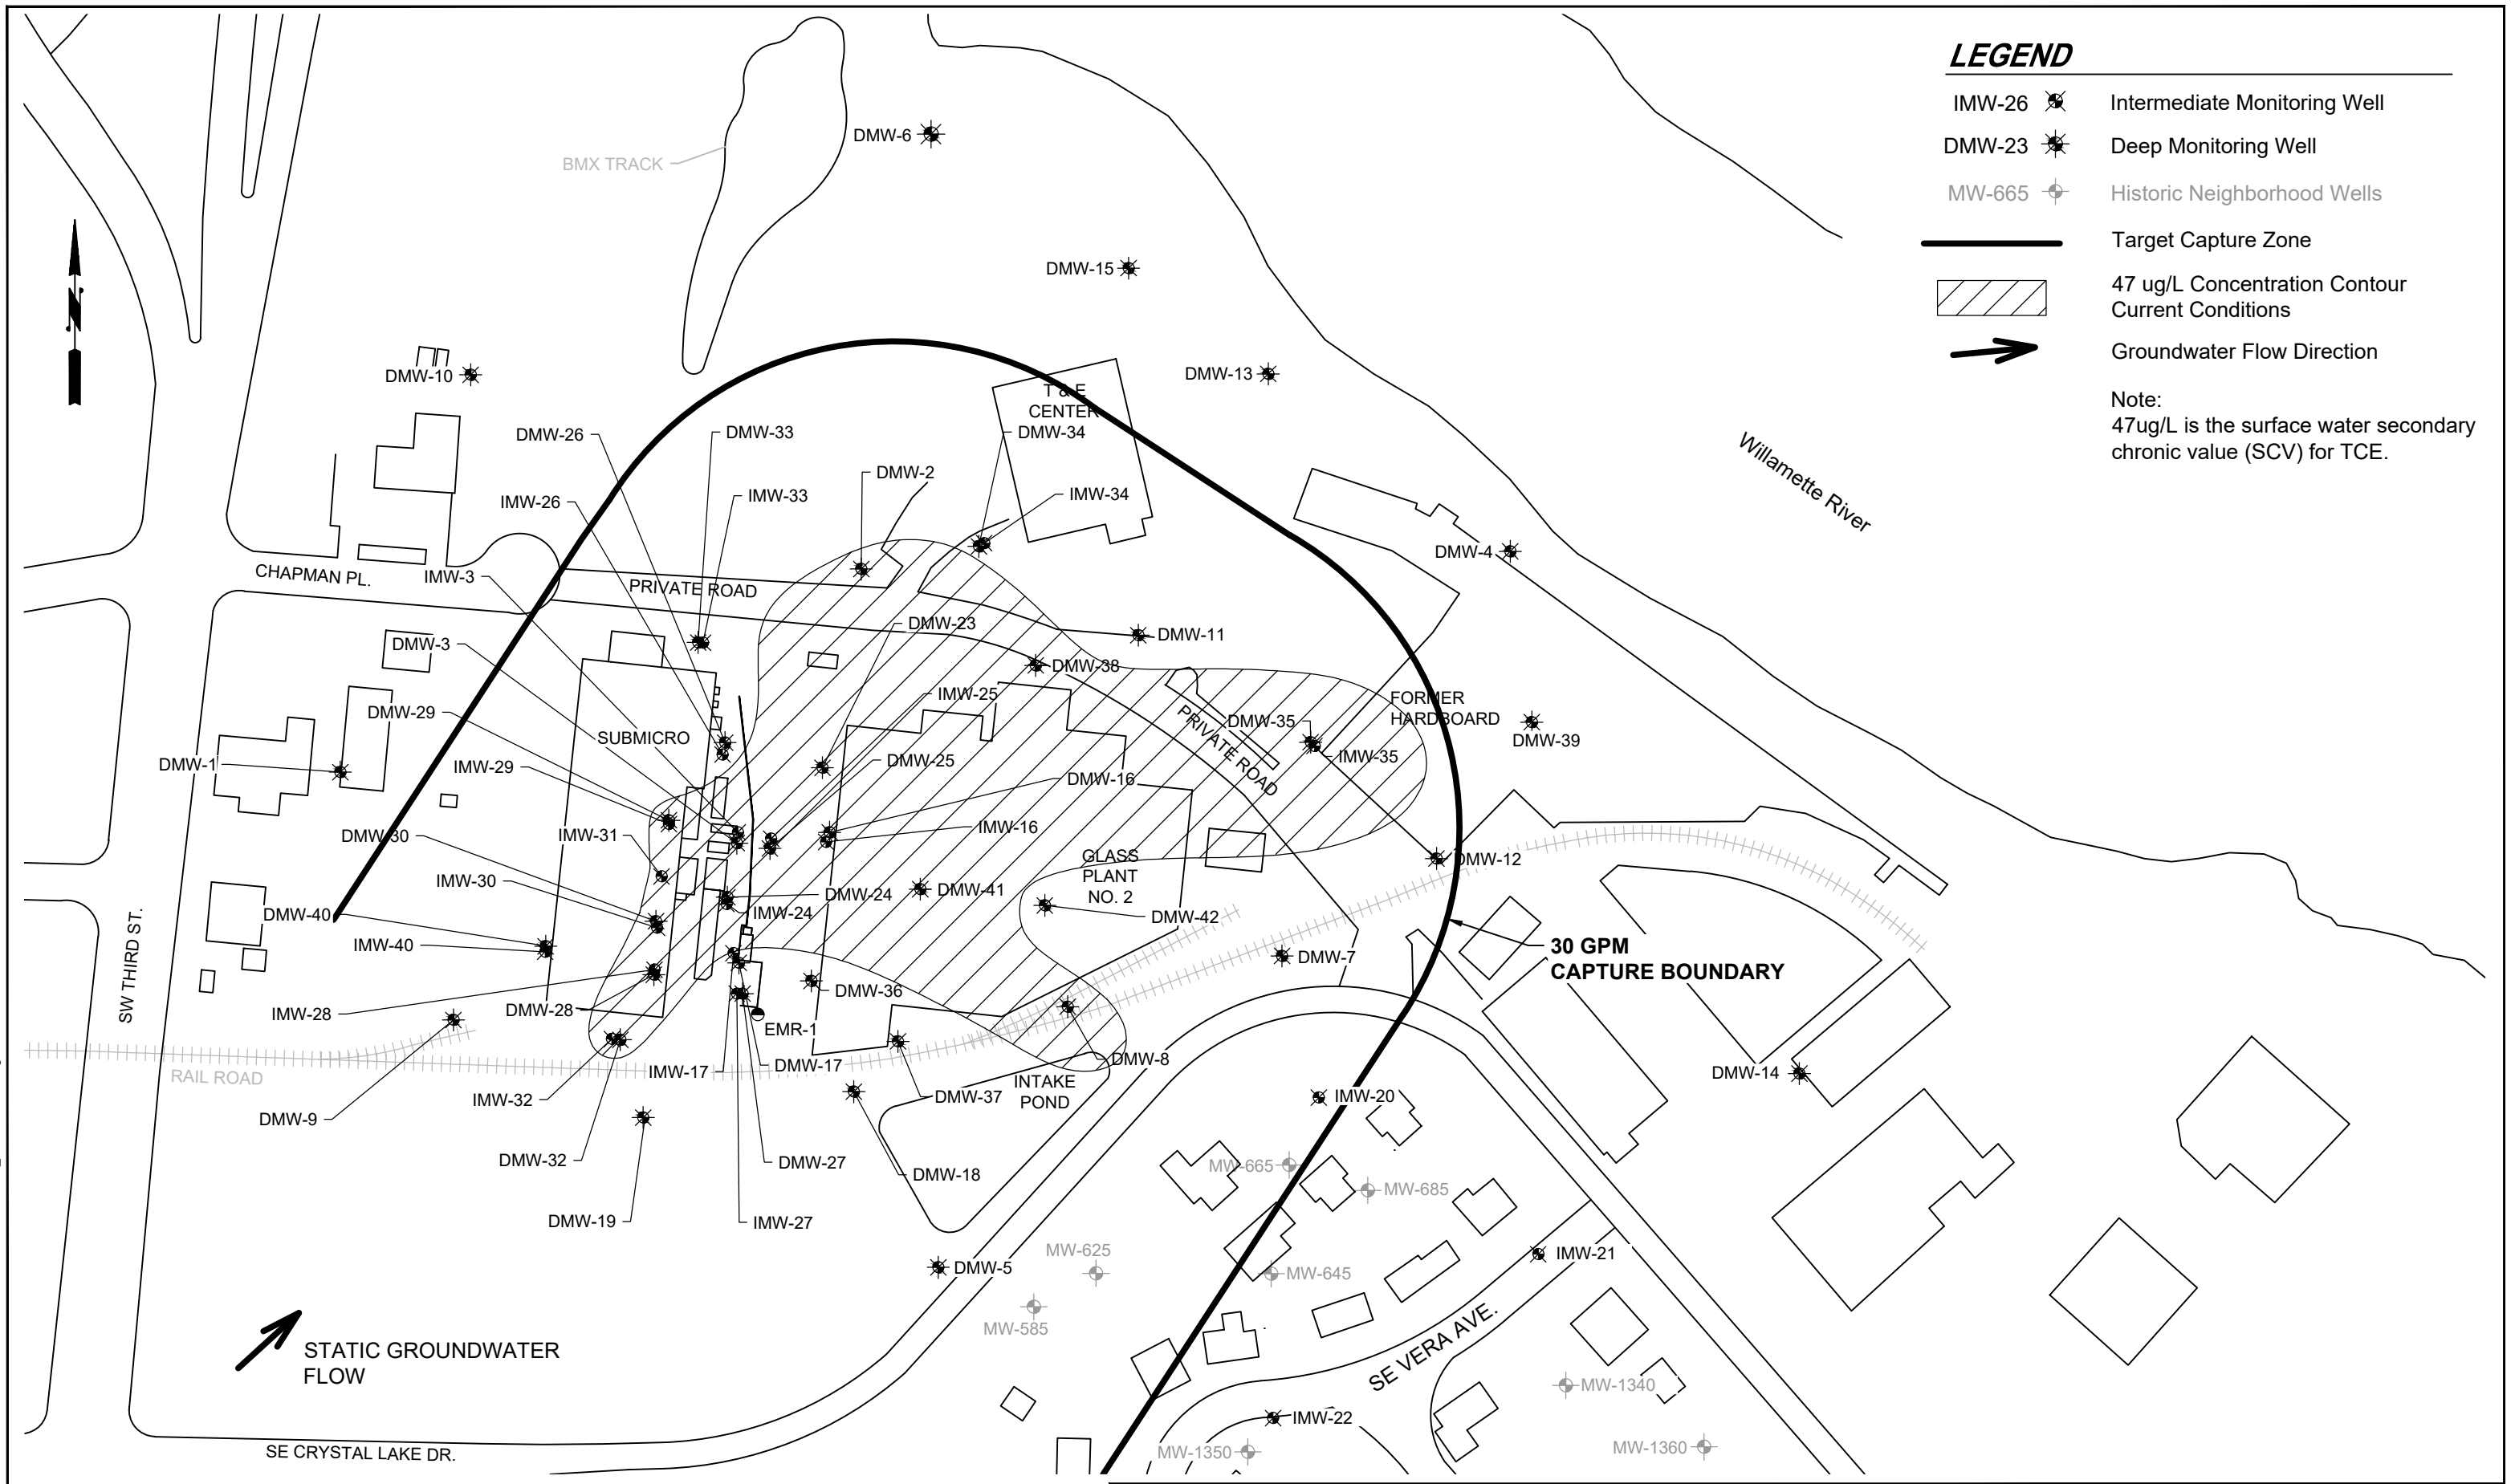 LEGEND
IMW-26 Intermediate Monitoring Well
DMW-23 Deep Monitoring Well
MW-665 Historic Neighborhood Wells
Target Capture Zone
47 ug/L Concentration Contour
Current Conditions
Groundwater Flow Direction
Note:
47ug/L is the surface water secondary
chronic value (SCV) for TCE.
N
DMW-6
BMX TRACK
DMW-15
DMW-10
DMW-13
T & E
CENTER
DMW-26
DMW-33
DMW-34
Willamette River
DMW-2
IMW-26
IMW-33
IMW-34
DMW-4
CHAPMAN PL.
IMW-3
PRIVATE ROAD
DMW-23
DMW-11
DMW-3
DMW-38
IMW-25
DMW-29
FORMER
HARDBOARD
DMW-35
PRIVATE ROAD
SUBMICRO
DMW-39
DMW-1
IMW-29
DMW-25
IMW-35
DMW-16
DMW-30
IMW-31
IMW-16
GLASS
PLANT
NO. 2
DMW-12
IMW-30
DMW-24
DMW-41
DMW-40
IMW-24
DMW-42
IMW-40
30 GPM
CAPTURE BOUNDARY
SW THIRD ST.
DMW-7
DMW-36
IMW-28
DMW-28
EMR-1
RAIL ROAD
IMW-17
DMW-17
DMW-8
DMW-14
INTAKE
POND
IMW-32
DMW-37
IMW-20
DMW-9
DMW-32
DMW-27
DMW-18
MW-665
MW-685
DMW-19
IMW-27
MW-625
IMW-21
DMW-5
MW-645
MW-585
STATIC GROUNDWATER
FLOW
SE VERA AVE.
MW-1340
IMW-22
SE CRYSTAL LAKE DR.
MW-1350
MW-1360